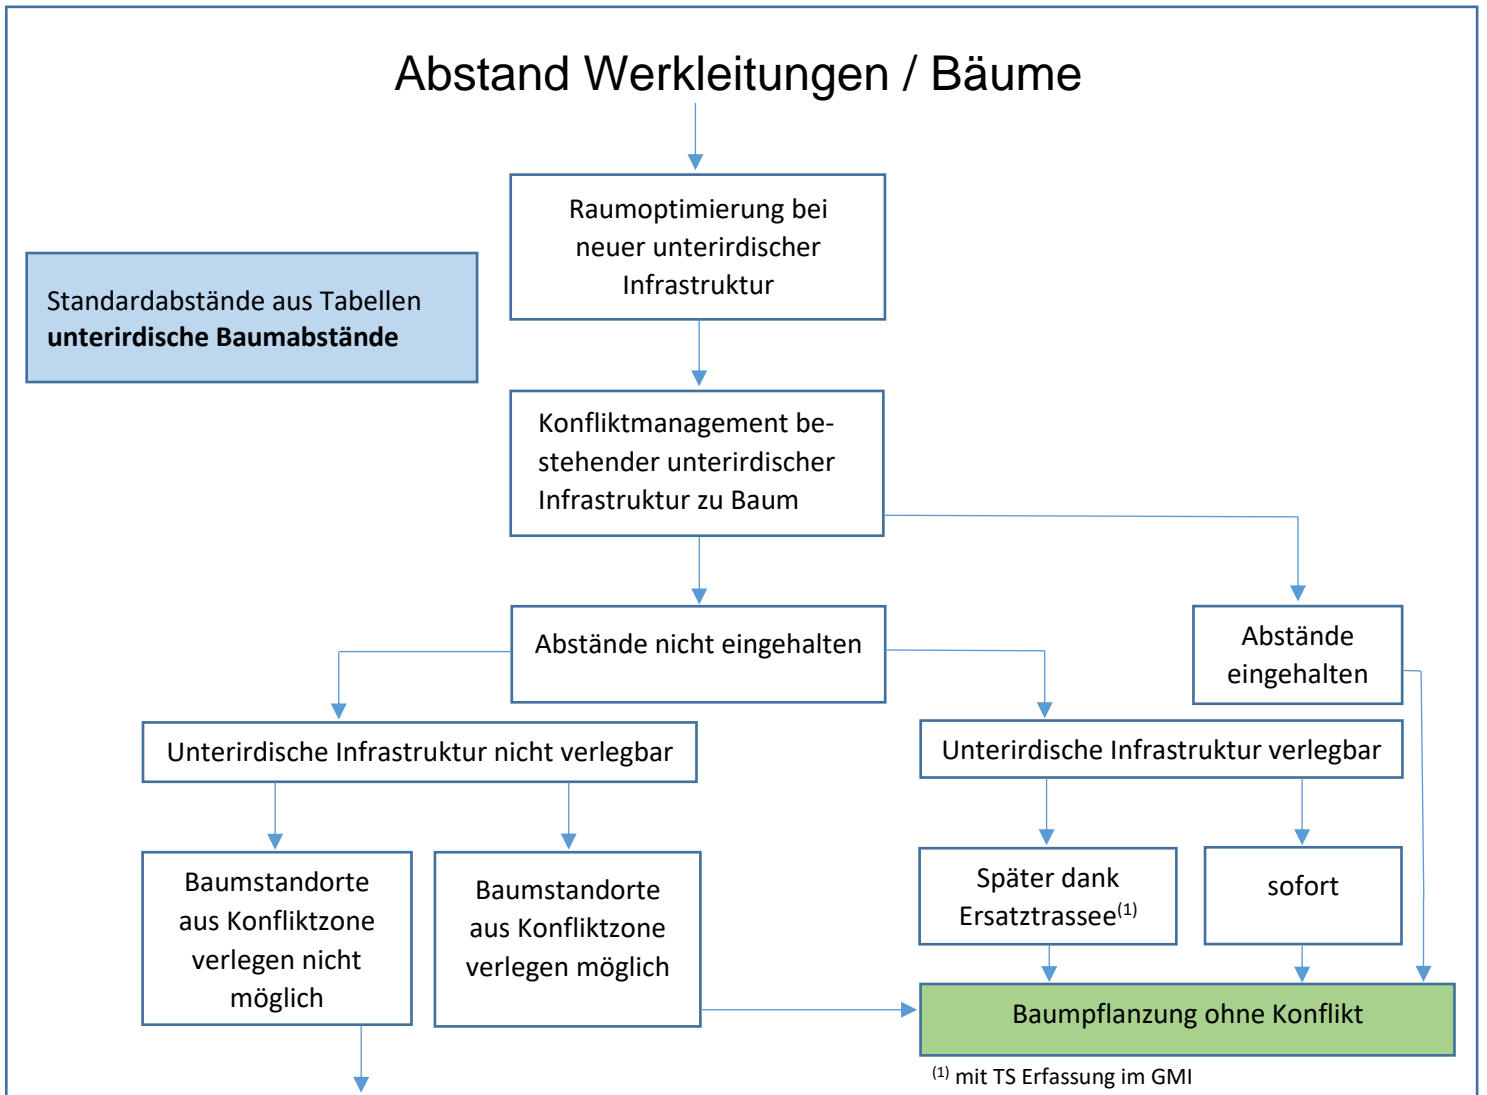 Abstand Werkleitungen / Bäume
Raumoptimierung bei
neuer unterirdischer
Infrastruktur
Standardabstände aus Tabellen
unterirdische Baumabstände
Konfliktmanagement be-
stehender unterirdischer
Infrastruktur zu Baum
Abstände nicht eingehalten
Abstände
eingehalten
Unterirdische Infrastruktur nicht verlegbar
Unterirdische Infrastruktur verlegbar
Baumstandorte
aus Konfliktzone
verlegen nicht
möglich
Baumstandorte
aus Konfliktzone
verlegen möglich
Später dank
Ersatztrassee(1)
sofort
Baumpflanzung ohne Konflikt
(1) mit TS Erfassung im GMI